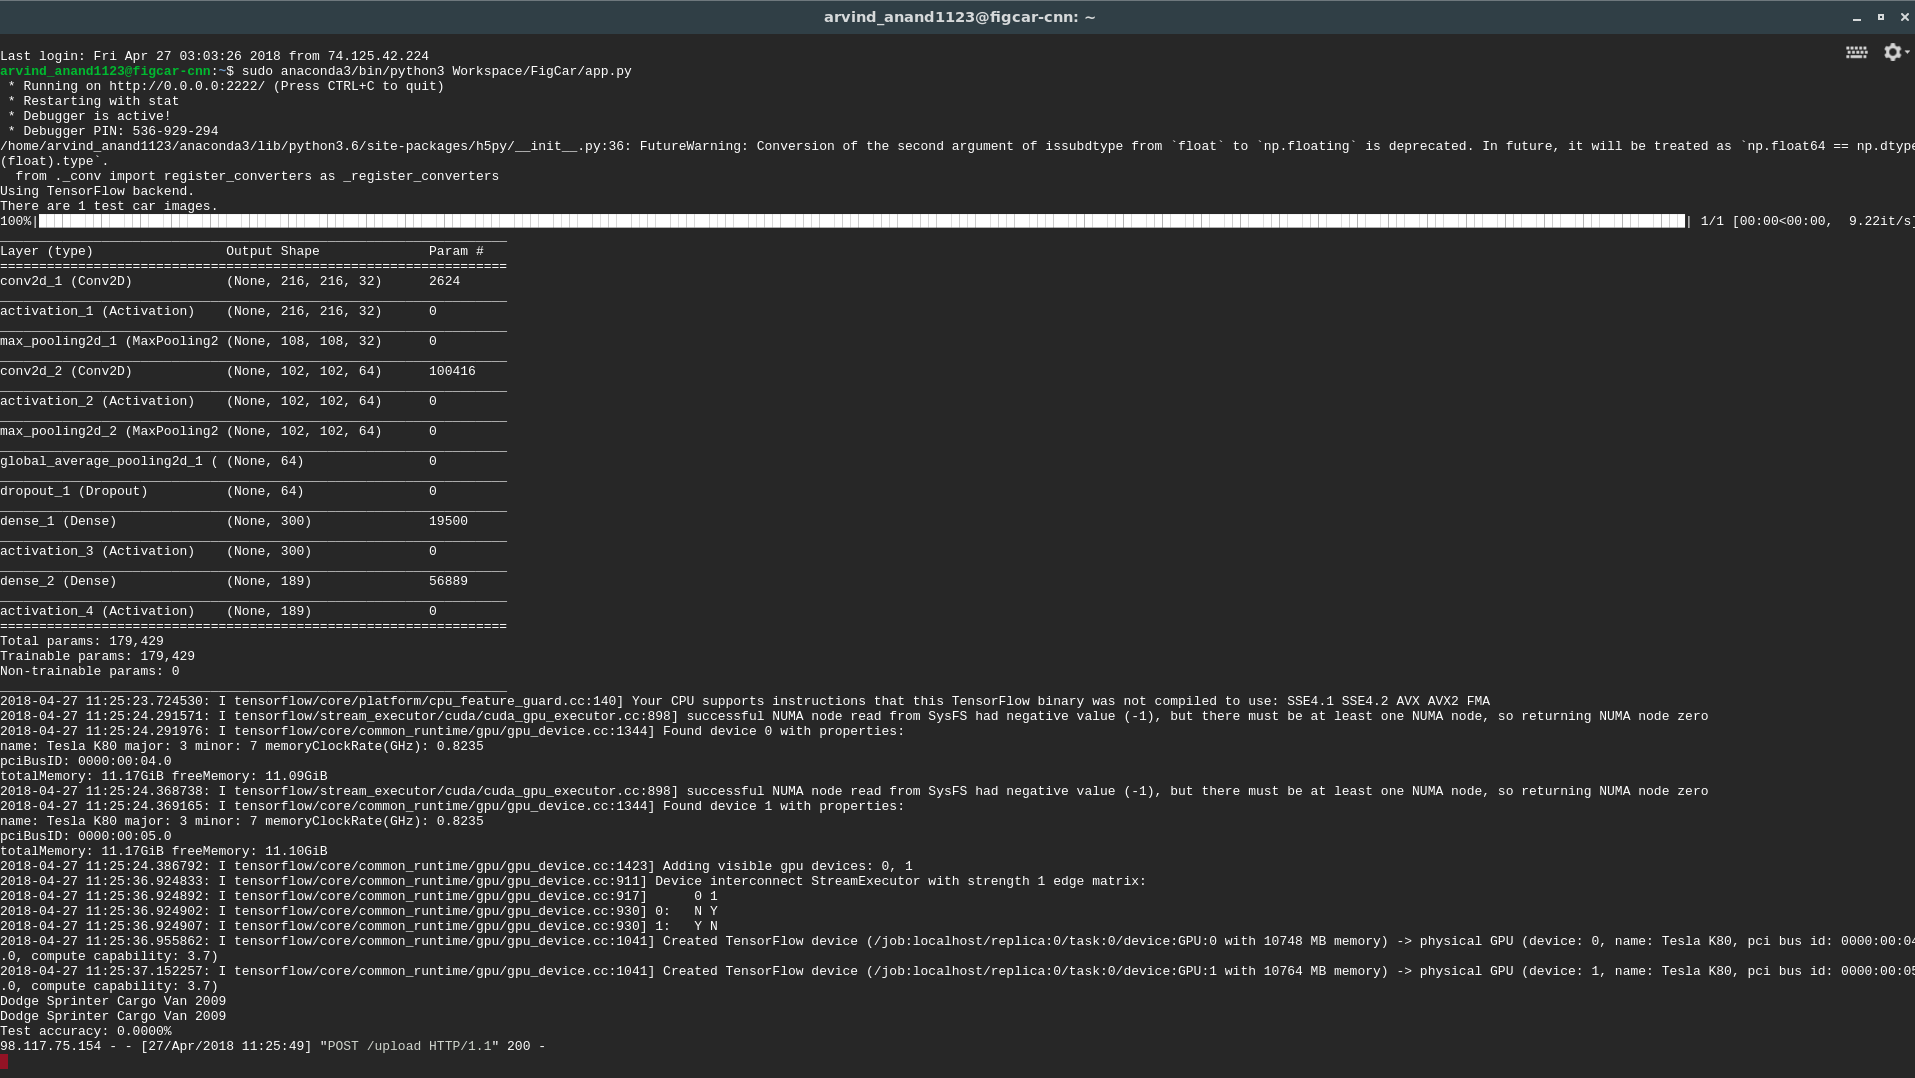 arvind_anand1123@figcar-cnn: ~
Last login: Fri Apr 27 03:03:26 2018 from 74.125.42.224
arvind_anand1123@figcar-cnn:~$ sudo anaconda3/bin/python3 Workspace/FigCar/app.py
 * Running on http://0.0.0.0:2222/ (Press CTRL+C to quit)
 * Restarting with stat
 * Debugger is active!
 * Debugger PIN: 536-929-294
/home/arvind_anand1123/anaconda3/lib/python3.6/site-packages/h5py/__init__.py:36: FutureWarning: Conversion of the second argument of issubdtype from `float` to `np.floating` is deprecated. In future, it will be treated as `np.float64 == np.dtype
(float).type`.
  from ._conv import register_converters as _register_converters
Using TensorFlow backend.
There are 1 test car images.
100%|██████████| 1/1 [00:00<00:00,  9.22it/s]
_________________________________________________________________
Layer (type)                 Output Shape              Param #
=================================================================
conv2d_1 (Conv2D)            (None, 216, 216, 32)      2624
_________________________________________________________________
activation_1 (Activation)    (None, 216, 216, 32)      0
_________________________________________________________________
max_pooling2d_1 (MaxPooling2 (None, 108, 108, 32)      0
_________________________________________________________________
conv2d_2 (Conv2D)            (None, 102, 102, 64)      100416
_________________________________________________________________
activation_2 (Activation)    (None, 102, 102, 64)      0
_________________________________________________________________
max_pooling2d_2 (MaxPooling2 (None, 102, 102, 64)      0
_________________________________________________________________
global_average_pooling2d_1 ( (None, 64)                0
_________________________________________________________________
dropout_1 (Dropout)          (None, 64)                0
_________________________________________________________________
dense_1 (Dense)              (None, 300)               19500
_________________________________________________________________
activation_3 (Activation)    (None, 300)               0
_________________________________________________________________
dense_2 (Dense)              (None, 189)               56889
_________________________________________________________________
activation_4 (Activation)    (None, 189)               0
=================================================================
Total params: 179,429
Trainable params: 179,429
Non-trainable params: 0
_________________________________________________________________
2018-04-27 11:25:23.724530: I tensorflow/core/platform/cpu_feature_guard.cc:140] Your CPU supports instructions that this TensorFlow binary was not compiled to use: SSE4.1 SSE4.2 AVX AVX2 FMA
2018-04-27 11:25:24.291571: I tensorflow/stream_executor/cuda/cuda_gpu_executor.cc:898] successful NUMA node read from SysFS had negative value (-1), but there must be at least one NUMA node, so returning NUMA node zero
2018-04-27 11:25:24.291976: I tensorflow/core/common_runtime/gpu/gpu_device.cc:1344] Found device 0 with properties:
name: Tesla K80 major: 3 minor: 7 memoryClockRate(GHz): 0.8235
pciBusID: 0000:00:04.0
totalMemory: 11.17GiB freeMemory: 11.09GiB
2018-04-27 11:25:24.368738: I tensorflow/stream_executor/cuda/cuda_gpu_executor.cc:898] successful NUMA node read from SysFS had negative value (-1), but there must be at least one NUMA node, so returning NUMA node zero
2018-04-27 11:25:24.369165: I tensorflow/core/common_runtime/gpu/gpu_device.cc:1344] Found device 1 with properties:
name: Tesla K80 major: 3 minor: 7 memoryClockRate(GHz): 0.8235
pciBusID: 0000:00:05.0
totalMemory: 11.17GiB freeMemory: 11.10GiB
2018-04-27 11:25:24.386792: I tensorflow/core/common_runtime/gpu/gpu_device.cc:1423] Adding visible gpu devices: 0, 1
2018-04-27 11:25:36.924833: I tensorflow/core/common_runtime/gpu/gpu_device.cc:911] Device interconnect StreamExecutor with strength 1 edge matrix:
2018-04-27 11:25:36.924892: I tensorflow/core/common_runtime/gpu/gpu_device.cc:917]      0 1
2018-04-27 11:25:36.924902: I tensorflow/core/common_runtime/gpu/gpu_device.cc:930] 0:   N Y
2018-04-27 11:25:36.924907: I tensorflow/core/common_runtime/gpu/gpu_device.cc:930] 1:   Y N
2018-04-27 11:25:36.955862: I tensorflow/core/common_runtime/gpu/gpu_device.cc:1041] Created TensorFlow device (/job:localhost/replica:0/task:0/device:GPU:0 with 10748 MB memory) -> physical GPU (device: 0, name: Tesla K80, pci bus id: 0000:00:04
.0, compute capability: 3.7)
2018-04-27 11:25:37.152257: I tensorflow/core/common_runtime/gpu/gpu_device.cc:1041] Created TensorFlow device (/job:localhost/replica:0/task:0/device:GPU:1 with 10764 MB memory) -> physical GPU (device: 1, name: Tesla K80, pci bus id: 0000:00:05
.0, compute capability: 3.7)
Dodge Sprinter Cargo Van 2009
Dodge Sprinter Cargo Van 2009
Test accuracy: 0.0000%
98.117.75.154 - - [27/Apr/2018 11:25:49] "POST /upload HTTP/1.1" 200 -